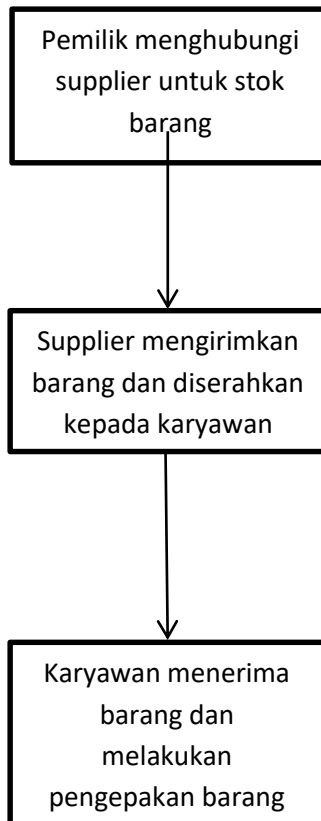 Pemilik menghubungi
supplier untuk stok
barang
Supplier mengirimkan
barang dan diserahkan
kepada karyawan
Karyawan menerima
barang dan
melakukan
pengepakan barang